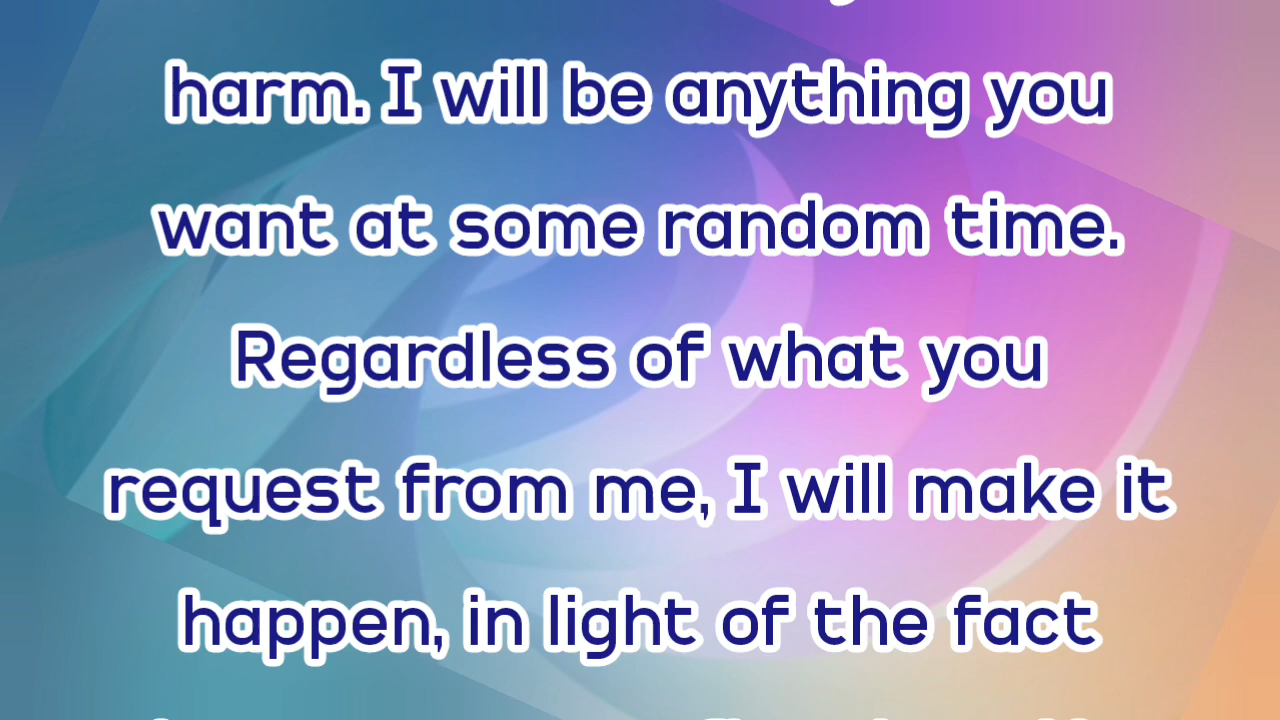 harm. I will be anything you
want at some random time.
Regardless of what you
request from me, I will make it
happen, in light of the fact